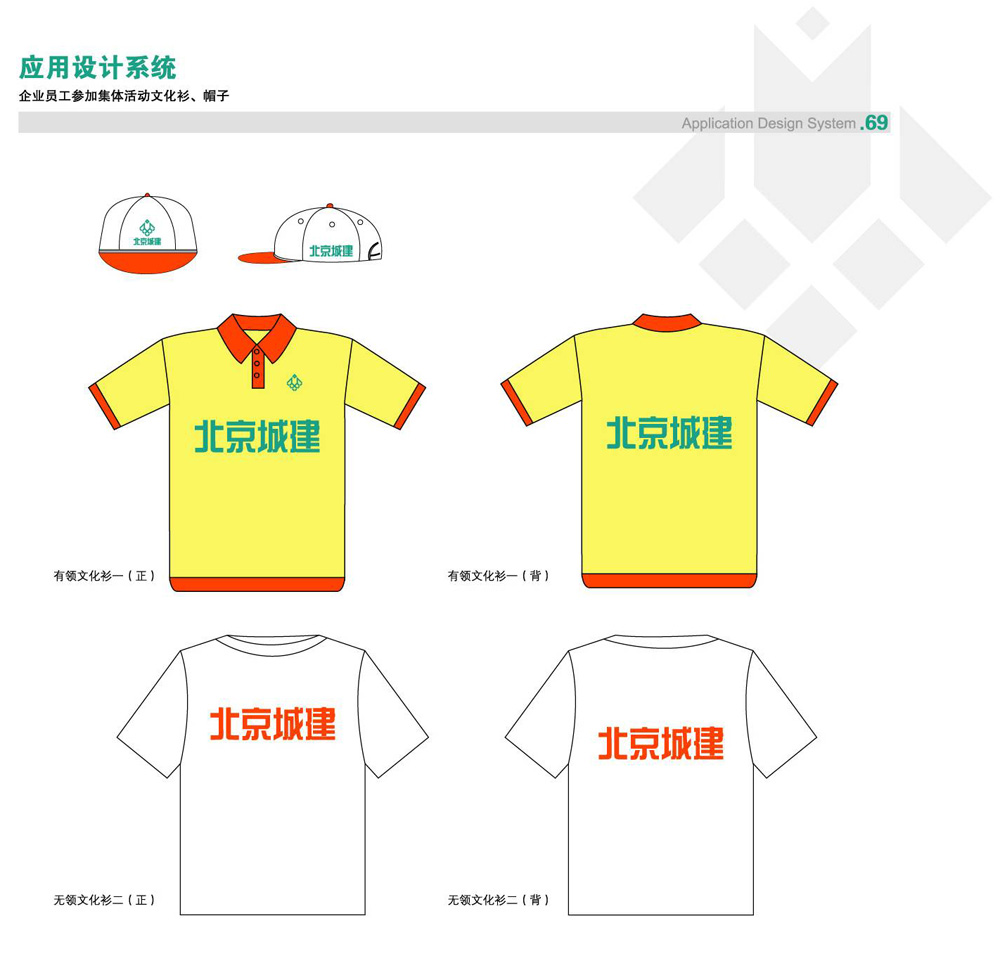 应用设计系统
企业员工参加集体活动文化衫、帽子
Application Design System .69
北京城建
北京城建
北京城建
北京城建
有领文化衫一（正）
有领文化衫一（背）
北京城建
北京城建
无领文化衫二（正）
无领文化衫二（背）